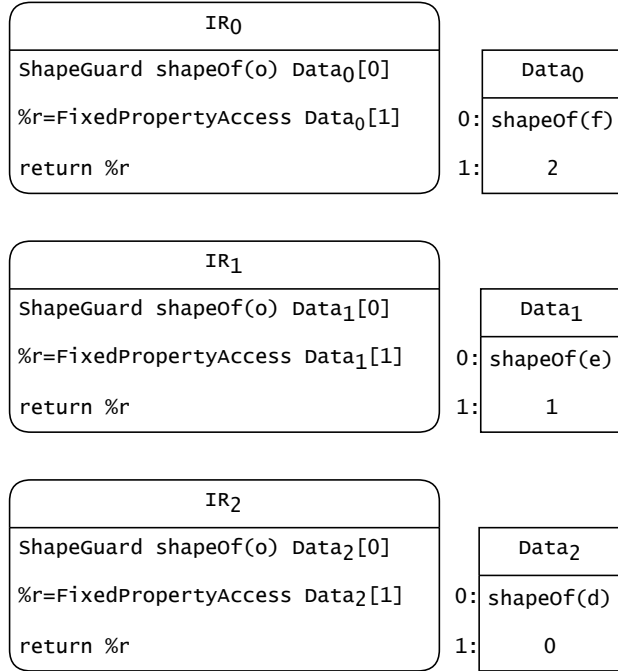 IR0
ShapeGuard shapeOf(o) Data0[0]
%r=FixedPropertyAccess Data0[1]
return %r
Data0
0: shapeOf(f)
1: 2
IR1
ShapeGuard shapeOf(o) Data1[0]
%r=FixedPropertyAccess Data1[1]
return %r
Data1
0: shapeOf(e)
1: 1
IR2
ShapeGuard shapeOf(o) Data2[0]
%r=FixedPropertyAccess Data2[1]
return %r
Data2
0: shapeOf(d)
1: 0